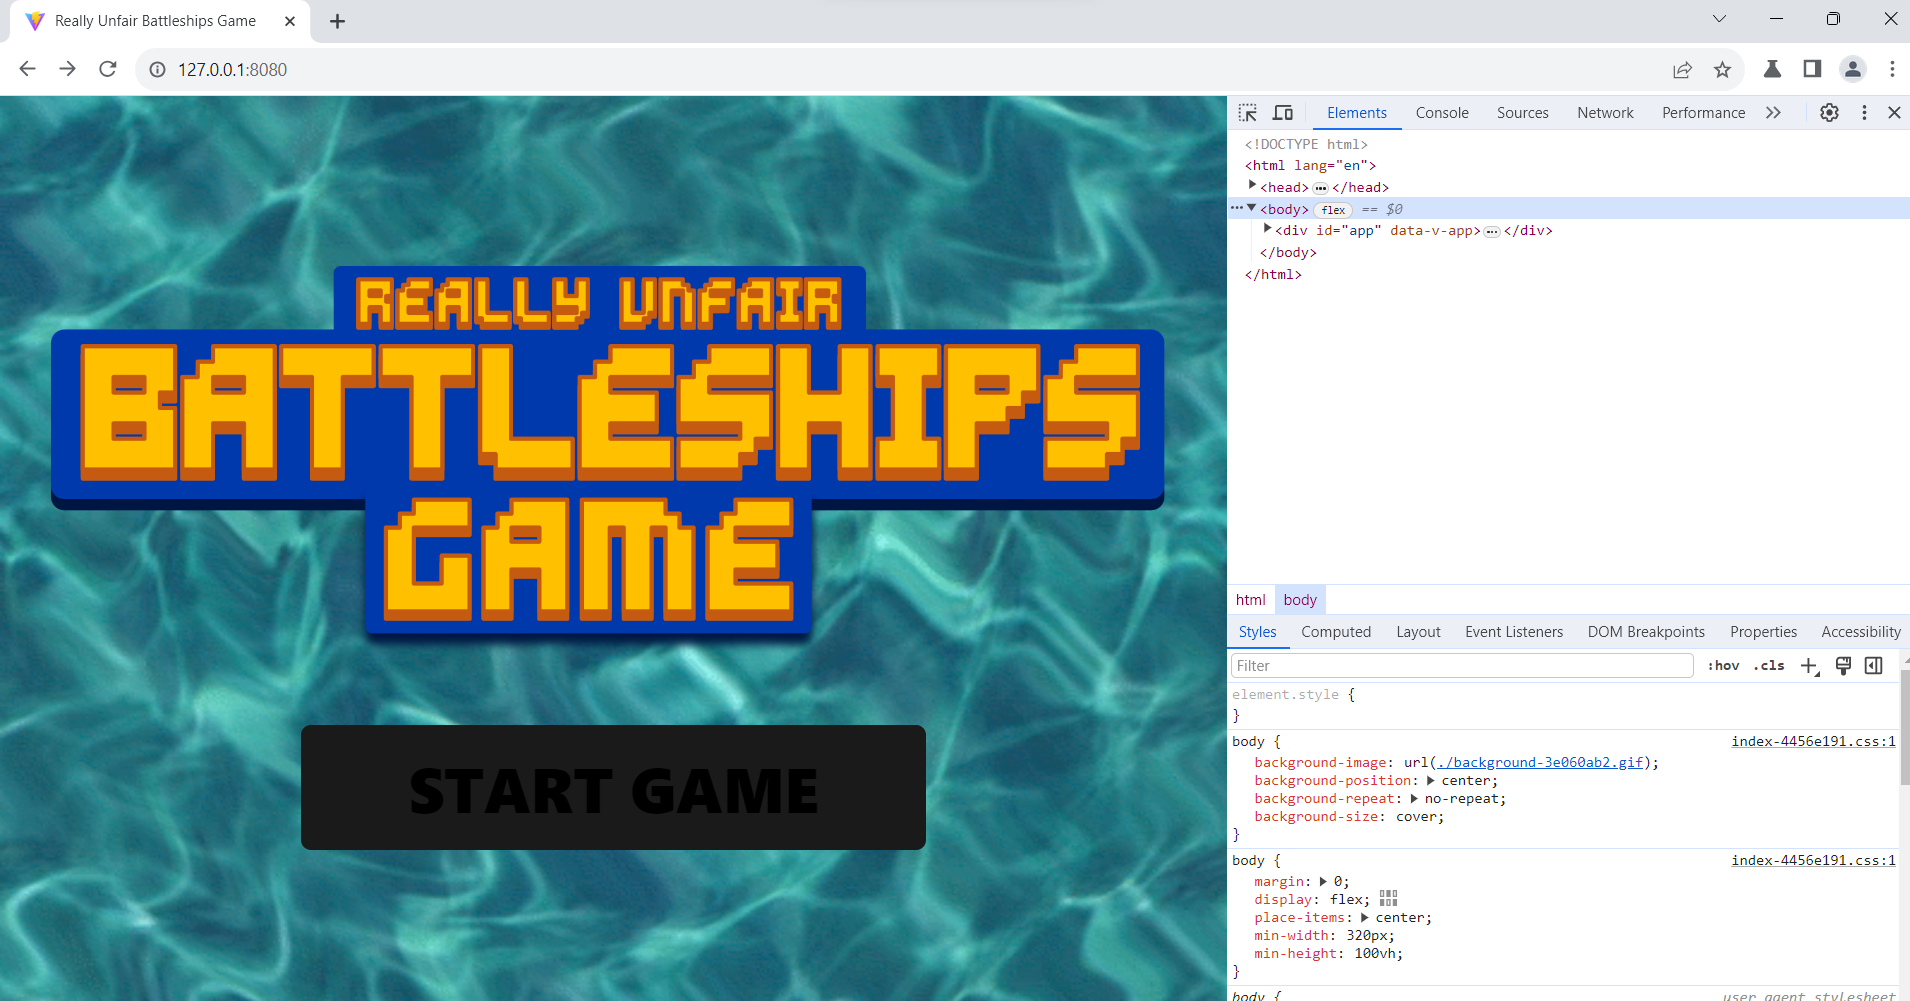 Really Unfair Battleships Game
127.0.0.1:8080
REALLY UNFAIR
BATTLESHIPS
GAME
START GAME
Elements Console Sources Network Performance
<!DOCTYPE html>
<html lang="en">
<head> </head>
<body> flex == $0
<div id="app" data-v-app> </div>
</body>
</html>
html body
Styles Computed Layout Event Listeners DOM Breakpoints Properties Accessibility
Filter :hov .cls
element.style {
}
body { index-4456e191.css:1
background-image: url(./background-3e060ab2.gif);
background-position: center;
background-repeat: no-repeat;
background-size: cover;
}
body { index-4456e191.css:1
margin: 0;
display: flex;
place-items: center;
min-width: 320px;
min-height: 100vh;
}
body { user agent stylesheet